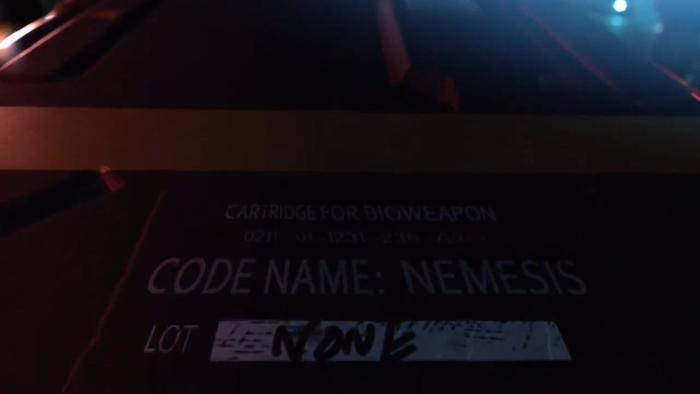 CARTRIDGE FOR BIOWEAPON
CODE NAME: NEMESIS
LOT NONE